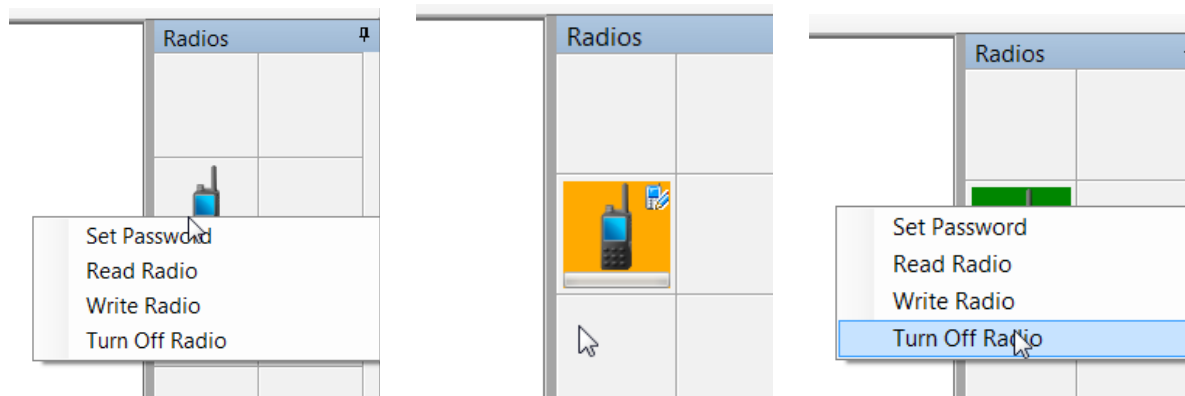 Radios
Set Password
Read Radio
Write Radio
Turn Off Radio
Radios
Radios
Set Password
Read Radio
Write Radio
Turn Off Radio